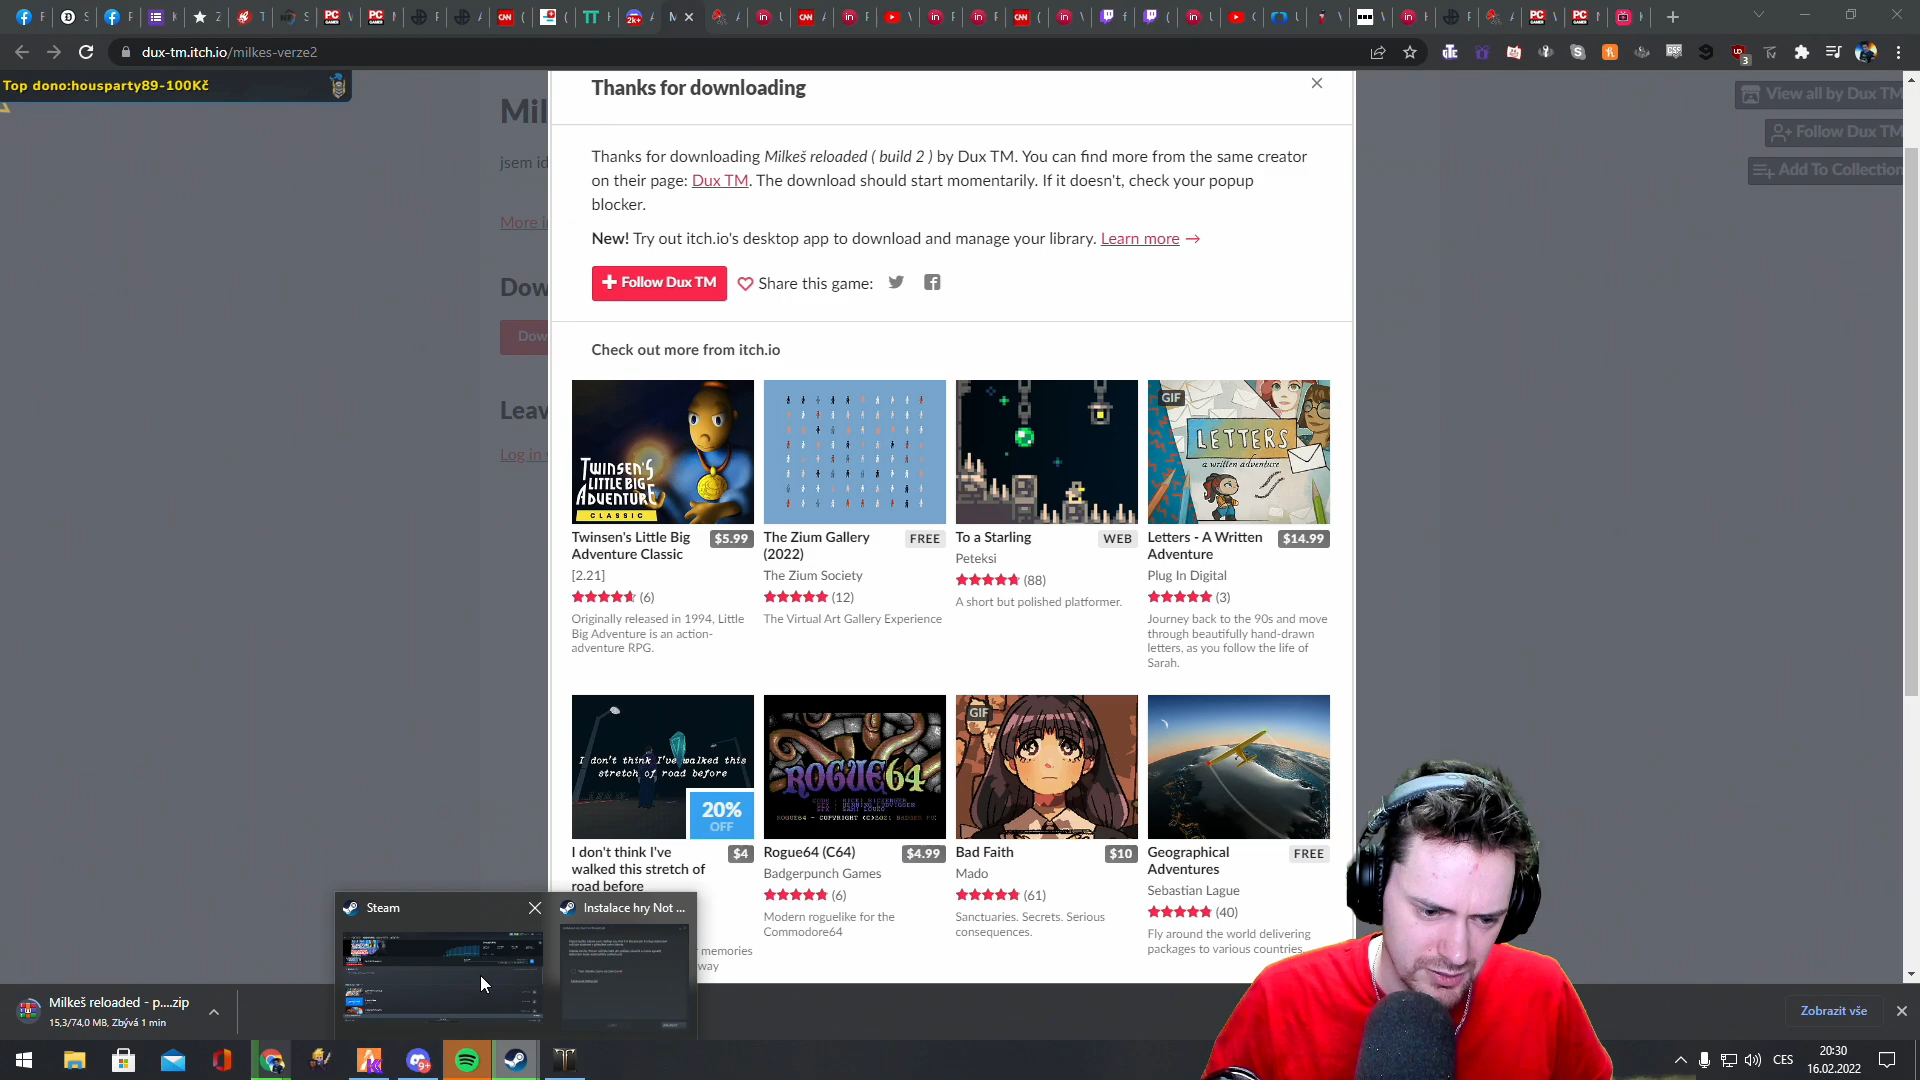 dux-tm.itch.io/milkes-verze2
Top dono:housparty89-100Kč
Thanks for downloading
View all by Dux TM
Follow Dux TM
Add To Collection
Thanks for downloading Milkeš reloaded ( build 2 ) by Dux TM. You can find more from the same creator
on their page: Dux TM. The download should start momentarily. If it doesn't, check your popup
blocker.
New! Try out itch.io's desktop app to download and manage your library. Learn more →
Follow Dux TM
Share this game:
Check out more from itch.io
TWINSEN'S
LITTLE BIG
ADVENTURE
CLASSIC
GIF
LETTERS
a written adventure
Twinsen's Little Big
Adventure Classic
$5.99
[2.21]
(6)
Originally released in 1994, Little
Big Adventure is an action-
adventure RPG.
The Zium Gallery
(2022)
FREE
The Zium Society
(12)
The Virtual Art Gallery Experience
To a Starling
WEB
Peteksi
(88)
A short but polished platformer.
Letters - A Written
Adventure
$14.99
Plug In Digital
(3)
Journey back to the 90s and move
through beautifully hand-drawn
letters, as you follow the life of
Sarah.
I don't think I've walked this
stretch of road before
20%
OFF
ROGUE64
GIF
I don't think I've
walked this stretch of
road before
$4
Rogue64 (C64)
$4.99
Badgerpunch Games
(6)
Modern roguelike for the
Commodore64
Bad Faith
$10
Mado
(61)
Sanctuaries. Secrets. Serious
consequences.
Geographical
Adventures
FREE
Sebastian Lague
(40)
Fly around the world delivering
packages to various countries.
memories
Steam
Instalace hry Not ...
Milkeš reloaded - p....zip
15,3/74,0 MB, Zbývá 1 min
Zobrazit vše
CES
20:30
16.02.2022